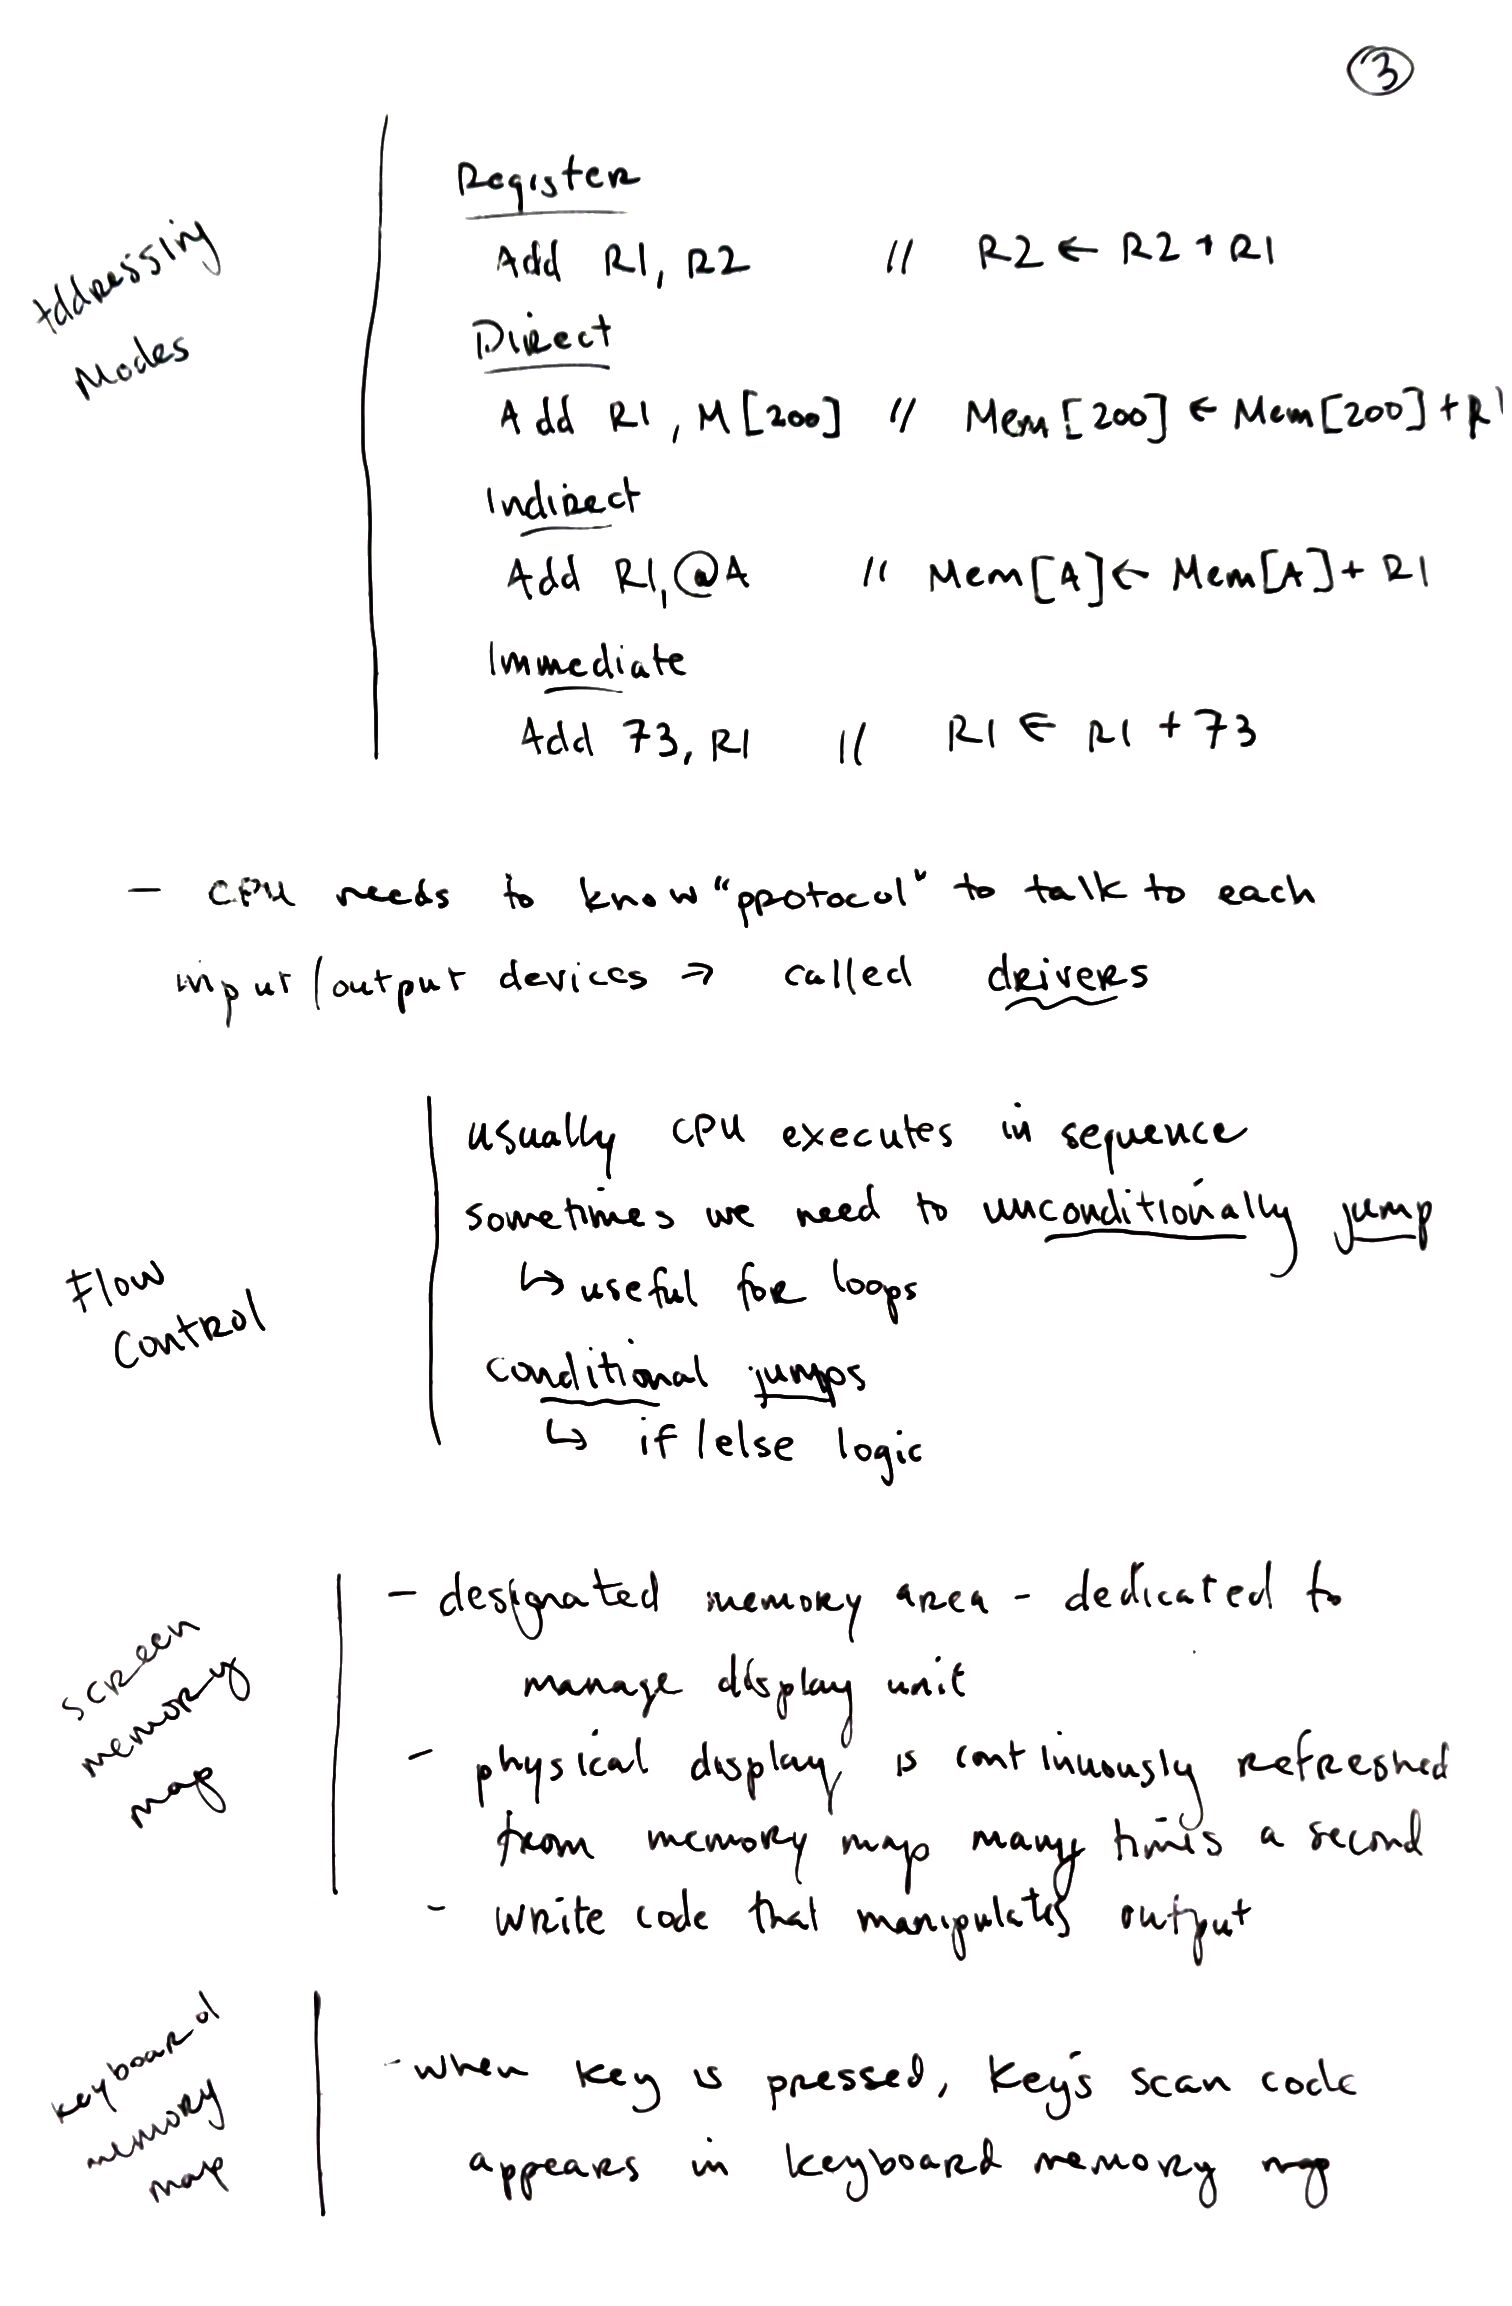 3
Addressing
Modes
Register
Add R1, R2 // R2 ← R2 + R1
Direct
Add R1, M[200] // Mem[200] ← Mem[200] + R1
Indirect
Add R1, @A // Mem[A] ← Mem[A] + R1
Immediate
Add 73, R1 // R1 ← R1 + 73
- CPU needs to know "pprotocol" to talk to each
input/output devices → called drivers
Flow
Control
usually CPU executes in sequence
sometimes we need to unconditionally jump
↳ useful for loops
conditional jumps
↳ if/else logic
screen
memory
map
- designated memory area - dedicated to
manage display unit
- physical display is continuously refreshed
from memory map many times a second
- write code that manipulates output
keyboard
memory
map
- when key is pressed, key's scan code
appears in keyboard memory map